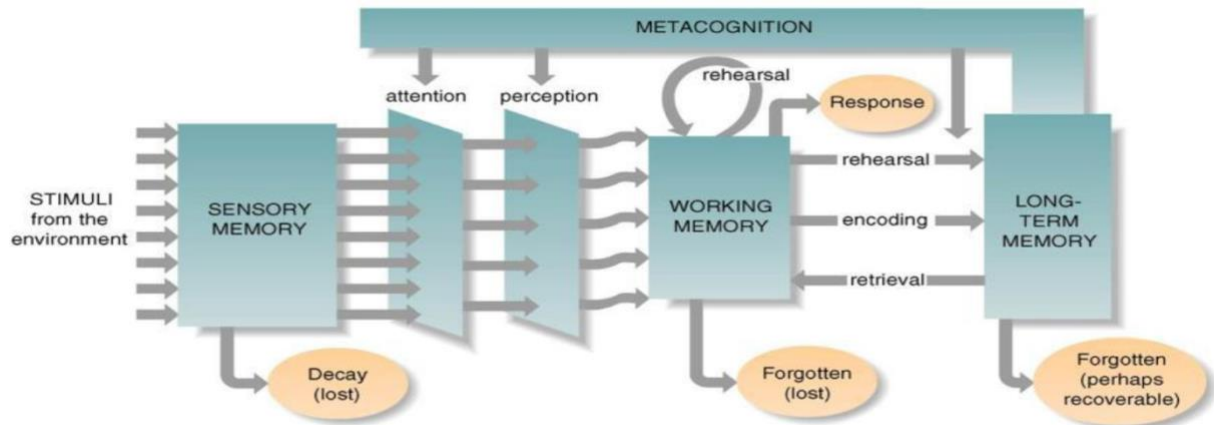 METACOGNITION
attention
perception
rehearsal
Response
STIMULI
from the
environment
SENSORY
MEMORY
WORKING
MEMORY
rehearsal
encoding
retrieval
LONG-
TERM
MEMORY
Decay
(lost)
Forgotten
(lost)
Forgotten
(perhaps
recoverable)